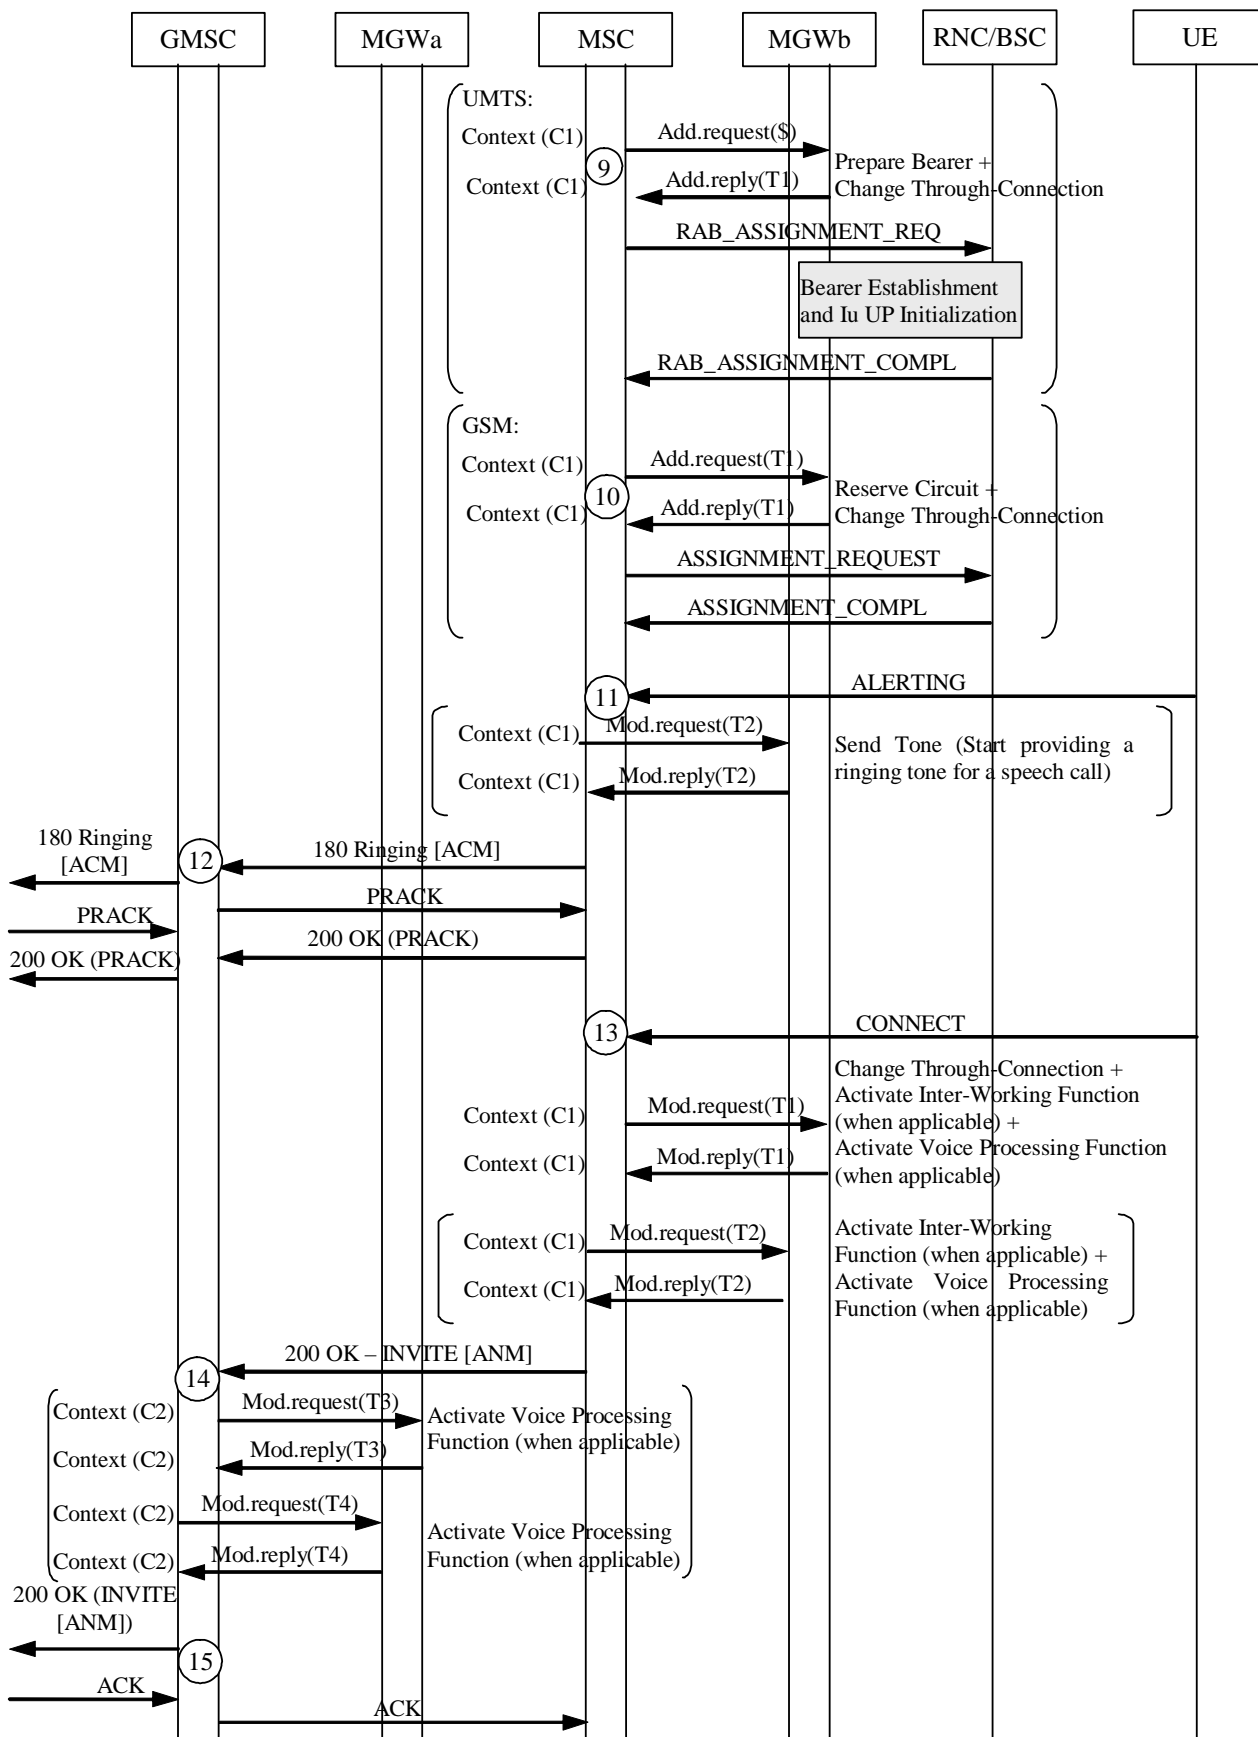 GMSC
MGWa
MSC
MGWb
RNC/BSC
UE
UMTS:
Context (C1)
Add.request($)
9
Prepare Bearer +
Change Through-Connection
Context (C1)
Add.reply(T1)
RAB_ASSIGNMENT_REQ
Bearer Establishment
and Iu UP Initialization
RAB_ASSIGNMENT_COMPL
GSM:
Context (C1)
Add.request(T1)
10
Reserve Circuit +
Change Through-Connection
Context (C1)
Add.reply(T1)
ASSIGNMENT_REQUEST
ASSIGNMENT_COMPL
11
ALERTING
Context (C1)
Mod.request(T2)
Send Tone (Start providing a
ringing tone for a speech call)
Context (C1)
Mod.reply(T2)
180 Ringing
[ACM]
12
180 Ringing [ACM]
PRACK
PRACK
200 OK (PRACK)
200 OK (PRACK)
13
CONNECT
Change Through-Connection +
Activate Inter-Working Function
(when applicable) +
Activate Voice Processing Function
(when applicable)
Context (C1)
Mod.request(T1)
Context (C1)
Mod.reply(T1)
Context (C1)
Mod.request(T2)
Activate Inter-Working
Function (when applicable) +
Activate Voice Processing
Function (when applicable)
Context (C1)
Mod.reply(T2)
200 OK – INVITE [ANM]
14
Context (C2)
Mod.request(T3)
Activate Voice Processing
Function (when applicable)
Context (C2)
Mod.reply(T3)
Context (C2)
Mod.request(T4)
Activate Voice Processing
Function (when applicable)
Context (C2)
Mod.reply(T4)
200 OK (INVITE
[ANM])
15
ACK
ACK